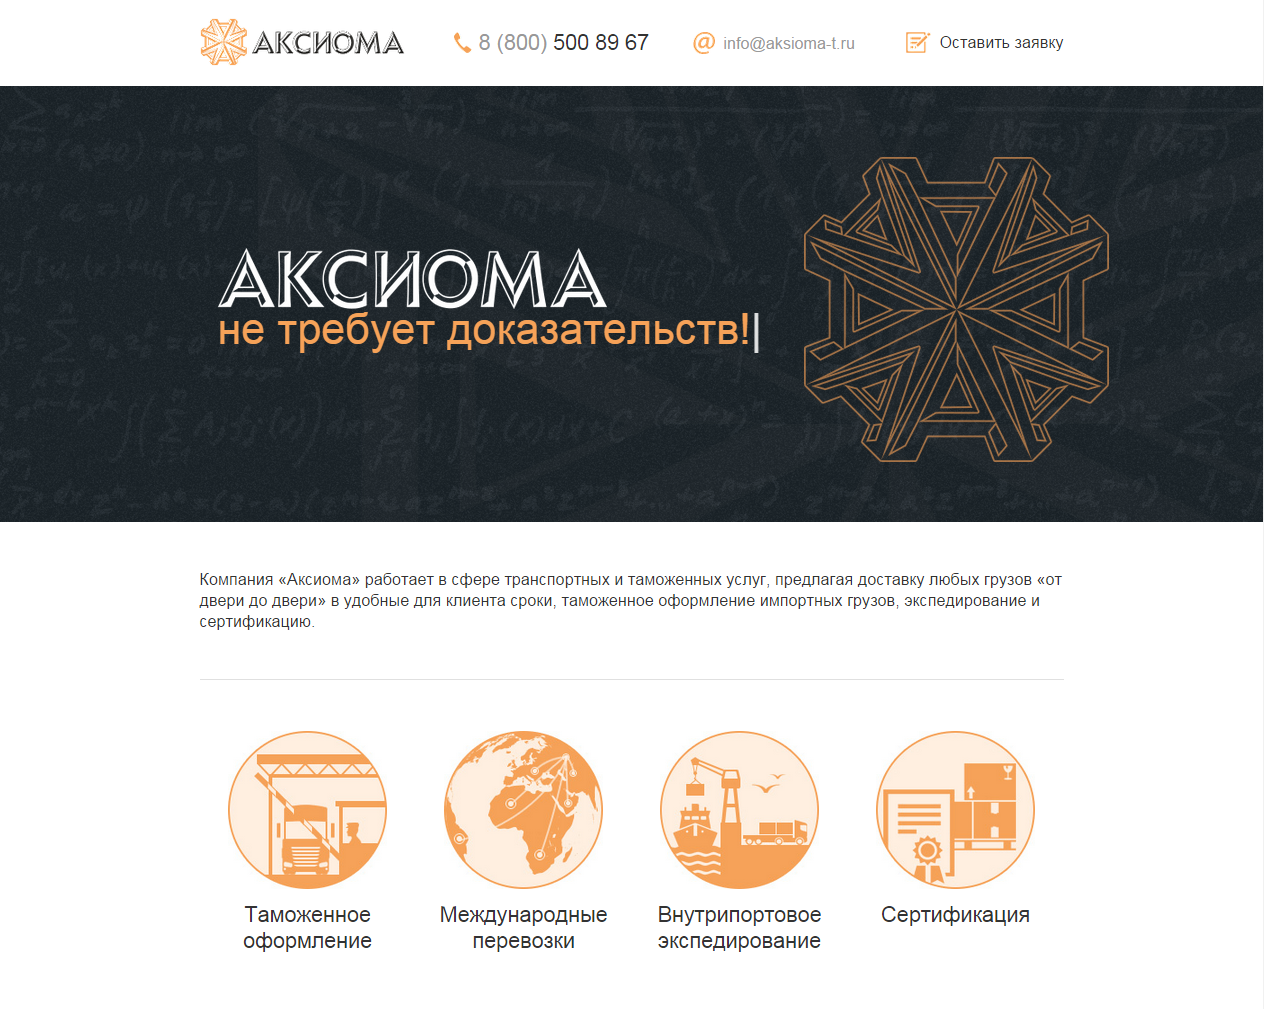 АКСИОМА
8 (800) 500 89 67
info@aksioma-t.ru
Оставить заявку
АКСИОМА
не требует доказательств!|
Компания «Аксиома» работает в сфере транспортных и таможенных услуг, предлагая доставку любых грузов «от
двери до двери» в удобные для клиента сроки, таможенное оформление импортных грузов, экспедирование и
сертификацию.
Таможенное
оформление
Международные
перевозки
Внутрипортовое
экспедирование
Сертификация